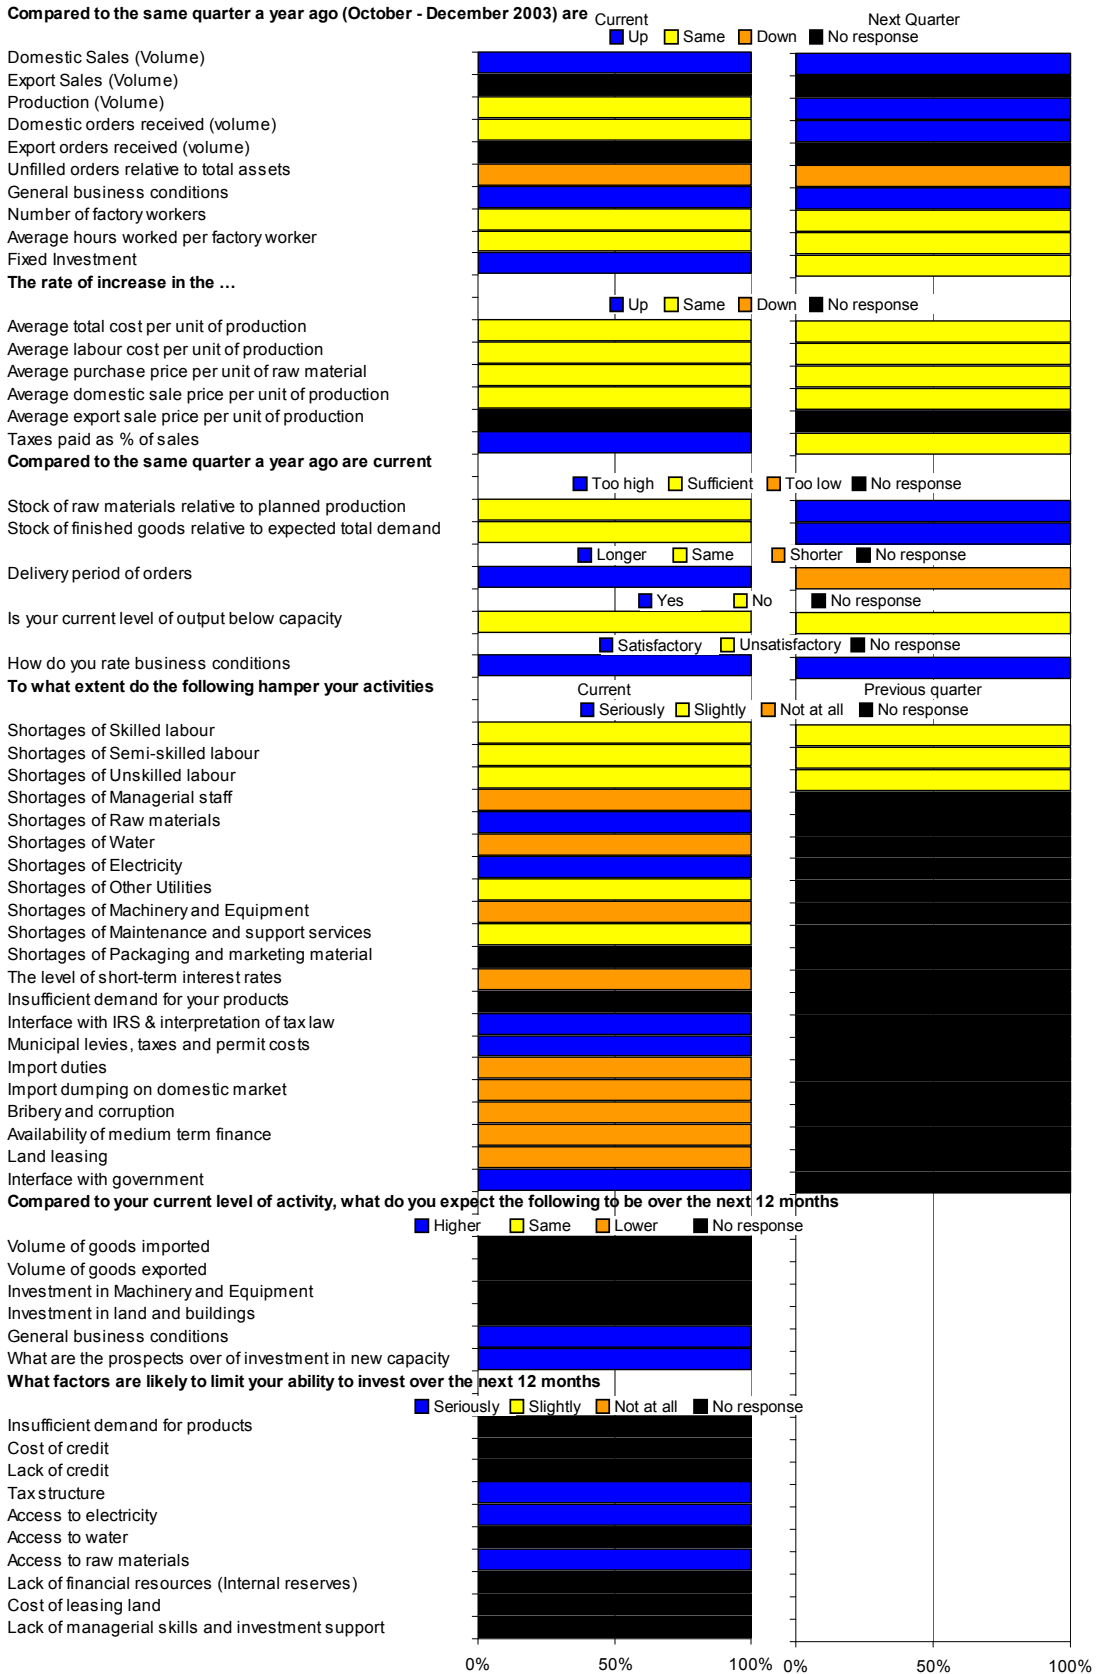 Compared to the same quarter a year ago (October - December 2003) are
Current Next Quarter
Up Same Down No response
Domestic Sales (Volume)
Export Sales (Volume)
Production (Volume)
Domestic orders received (volume)
Export orders received (volume)
Unfilled orders relative to total assets
General business conditions
Number of factory workers
Average hours worked per factory worker
Fixed Investment
The rate of increase in the …
Up Same Down No response
Average total cost per unit of production
Average labour cost per unit of production
Average purchase price per unit of raw material
Average domestic sale price per unit of production
Average export sale price per unit of production
Taxes paid as % of sales
Compared to the same quarter a year ago are current
Too high Sufficient Too low No response
Stock of raw materials relative to planned production
Stock of finished goods relative to expected total demand
Longer Same Shorter No response
Delivery period of orders
Yes No No response
Is your current level of output below capacity
Satisfactory Unsatisfactory No response
How do you rate business conditions
To what extent do the following hamper your activities
Current Previous quarter
Seriously Slightly Not at all No response
Shortages of Skilled labour
Shortages of Semi-skilled labour
Shortages of Unskilled labour
Shortages of Managerial staff
Shortages of Raw materials
Shortages of Water
Shortages of Electricity
Shortages of Other Utilities
Shortages of Machinery and Equipment
Shortages of Maintenance and support services
Shortages of Packaging and marketing material
The level of short-term interest rates
Insufficient demand for your products
Interface with IRS & interpretation of tax law
Municipal levies, taxes and permit costs
Import duties
Import dumping on domestic market
Bribery and corruption
Availability of medium term finance
Land leasing
Interface with government
Compared to your current level of activity, what do you expect the following to be over the next 12 months
Higher Same Lower No response
Volume of goods imported
Volume of goods exported
Investment in Machinery and Equipment
Investment in land and buildings
General business conditions
What are the prospects over of investment in new capacity
What factors are likely to limit your ability to invest over the next 12 months
Seriously Slightly Not at all No response
Insufficient demand for products
Cost of credit
Lack of credit
Tax structure
Access to electricity
Access to water
Access to raw materials
Lack of financial resources (Internal reserves)
Cost of leasing land
Lack of managerial skills and investment support
0% 50% 100% 0% 50% 100%